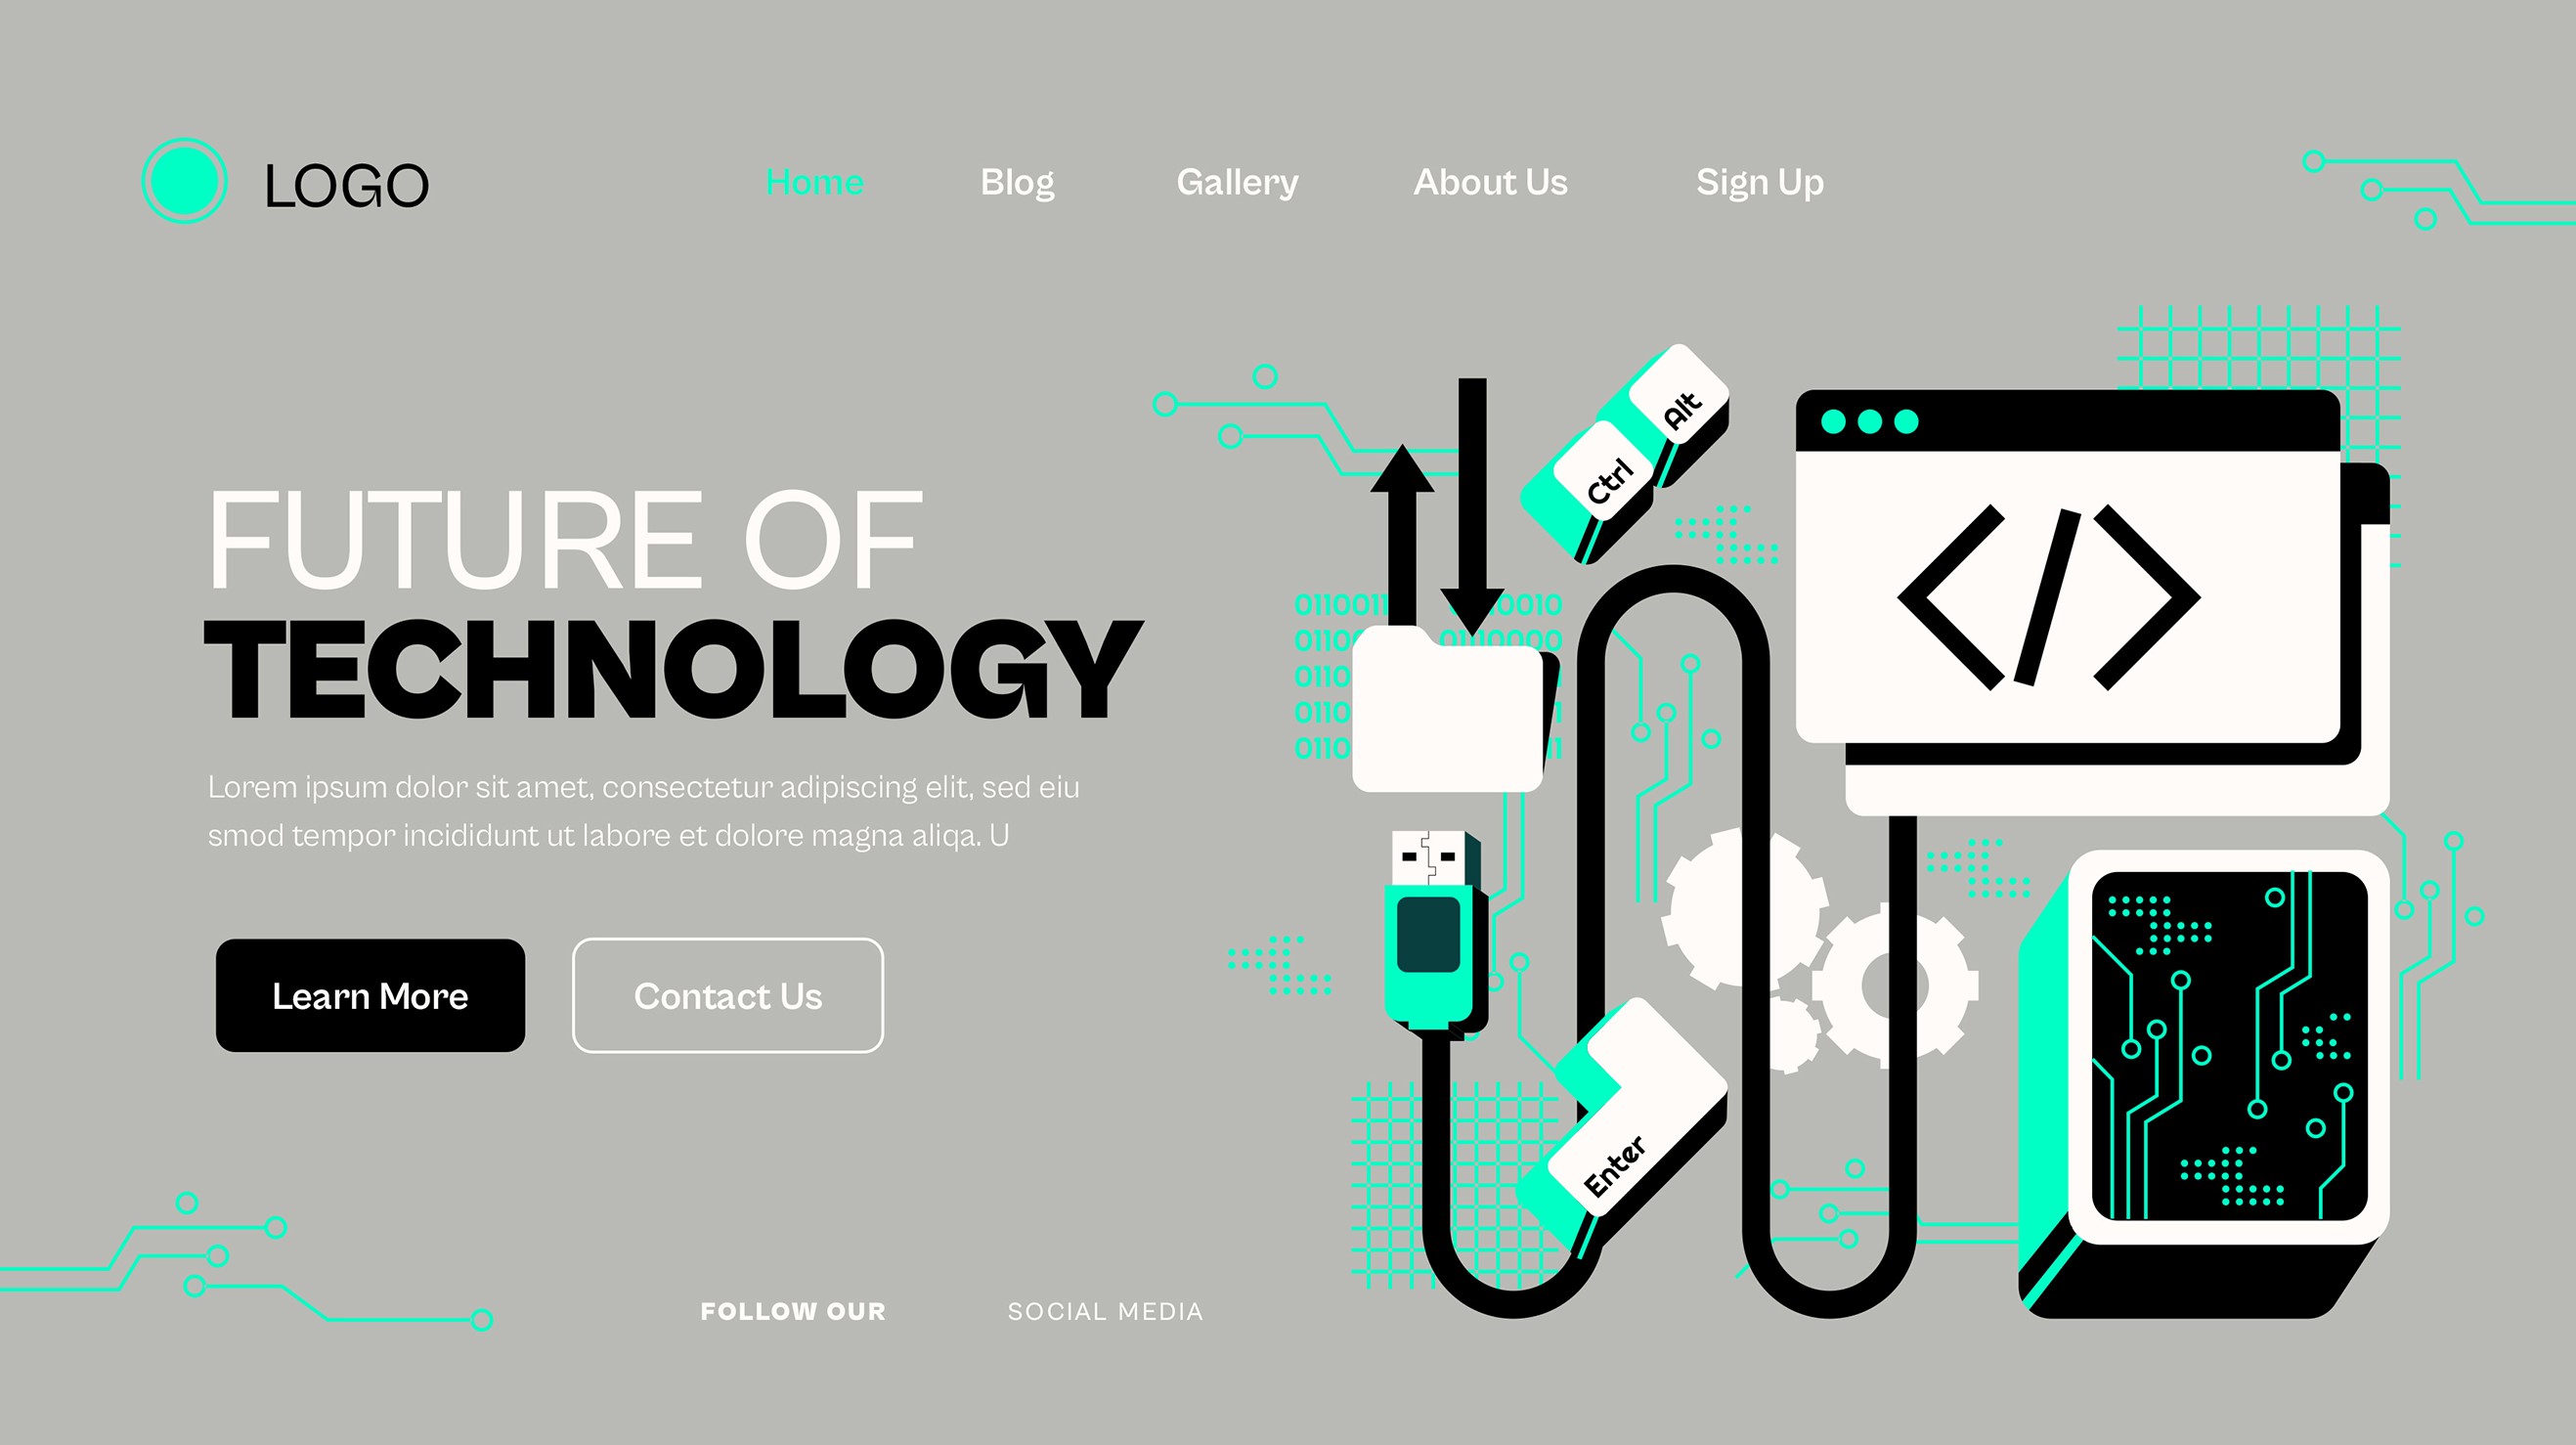 LOGO
Home Blog Gallery About Us Sign Up
FUTURE OF
TECHNOLOGY
Lorem ipsum dolor sit amet, consectetur adipiscing elit, sed eiu
smod tempor incididunt ut labore et dolore magna aliqa. U
Learn More Contact Us
FOLLOW OUR SOCIAL MEDIA
Alt
Ctrl
</>
Enter